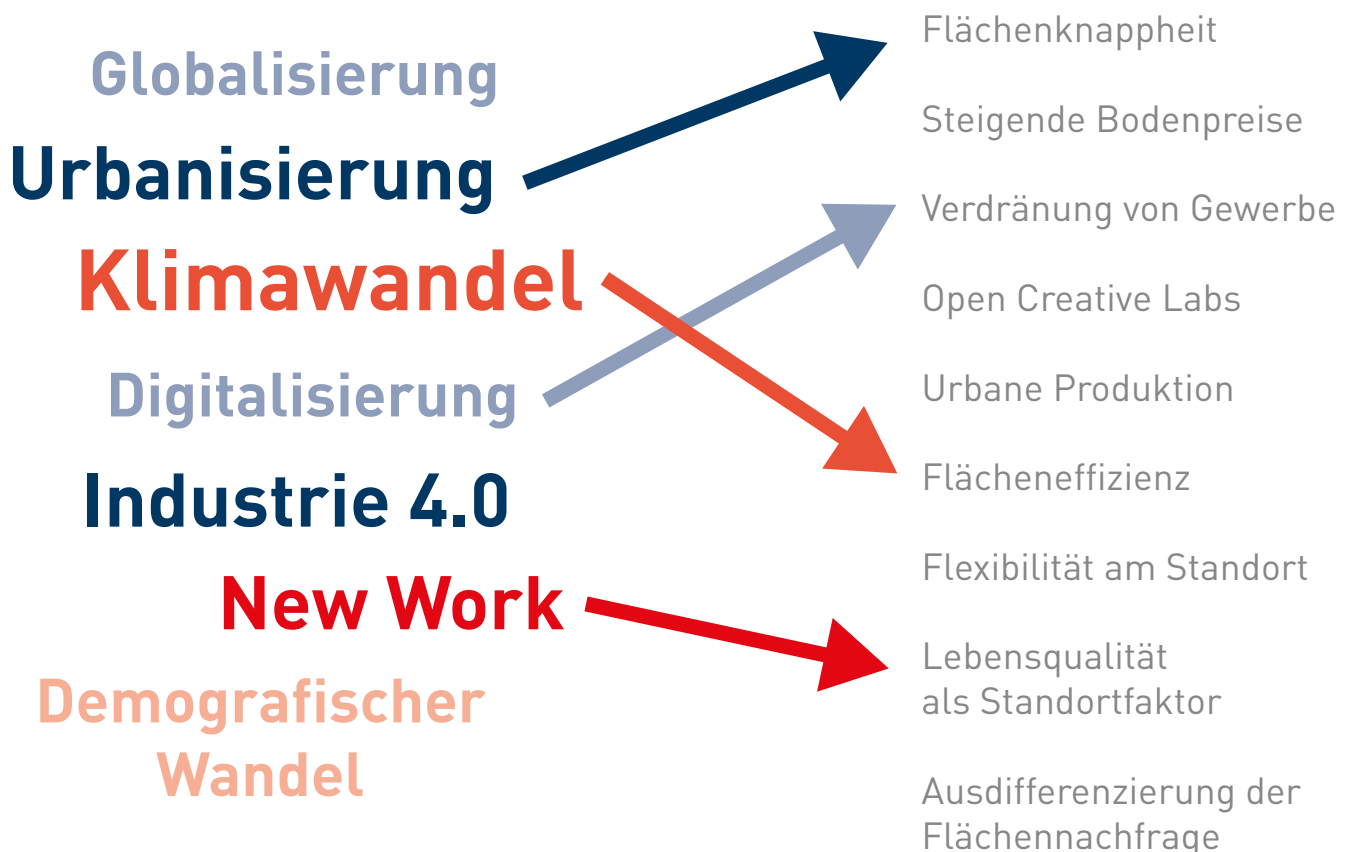 Globalisierung
Urbanisierung
Klimawandel
Digitalisierung
Industrie 4.0
New Work
Demografischer
Wandel
Flächenknappheit
Steigende Bodenpreise
Verdränung von Gewerbe
Open Creative Labs
Urbane Produktion
Flächeneffizienz
Flexibilität am Standort
Lebensqualität
als Standortfaktor
Ausdifferenzierung der
Flächennachfrage